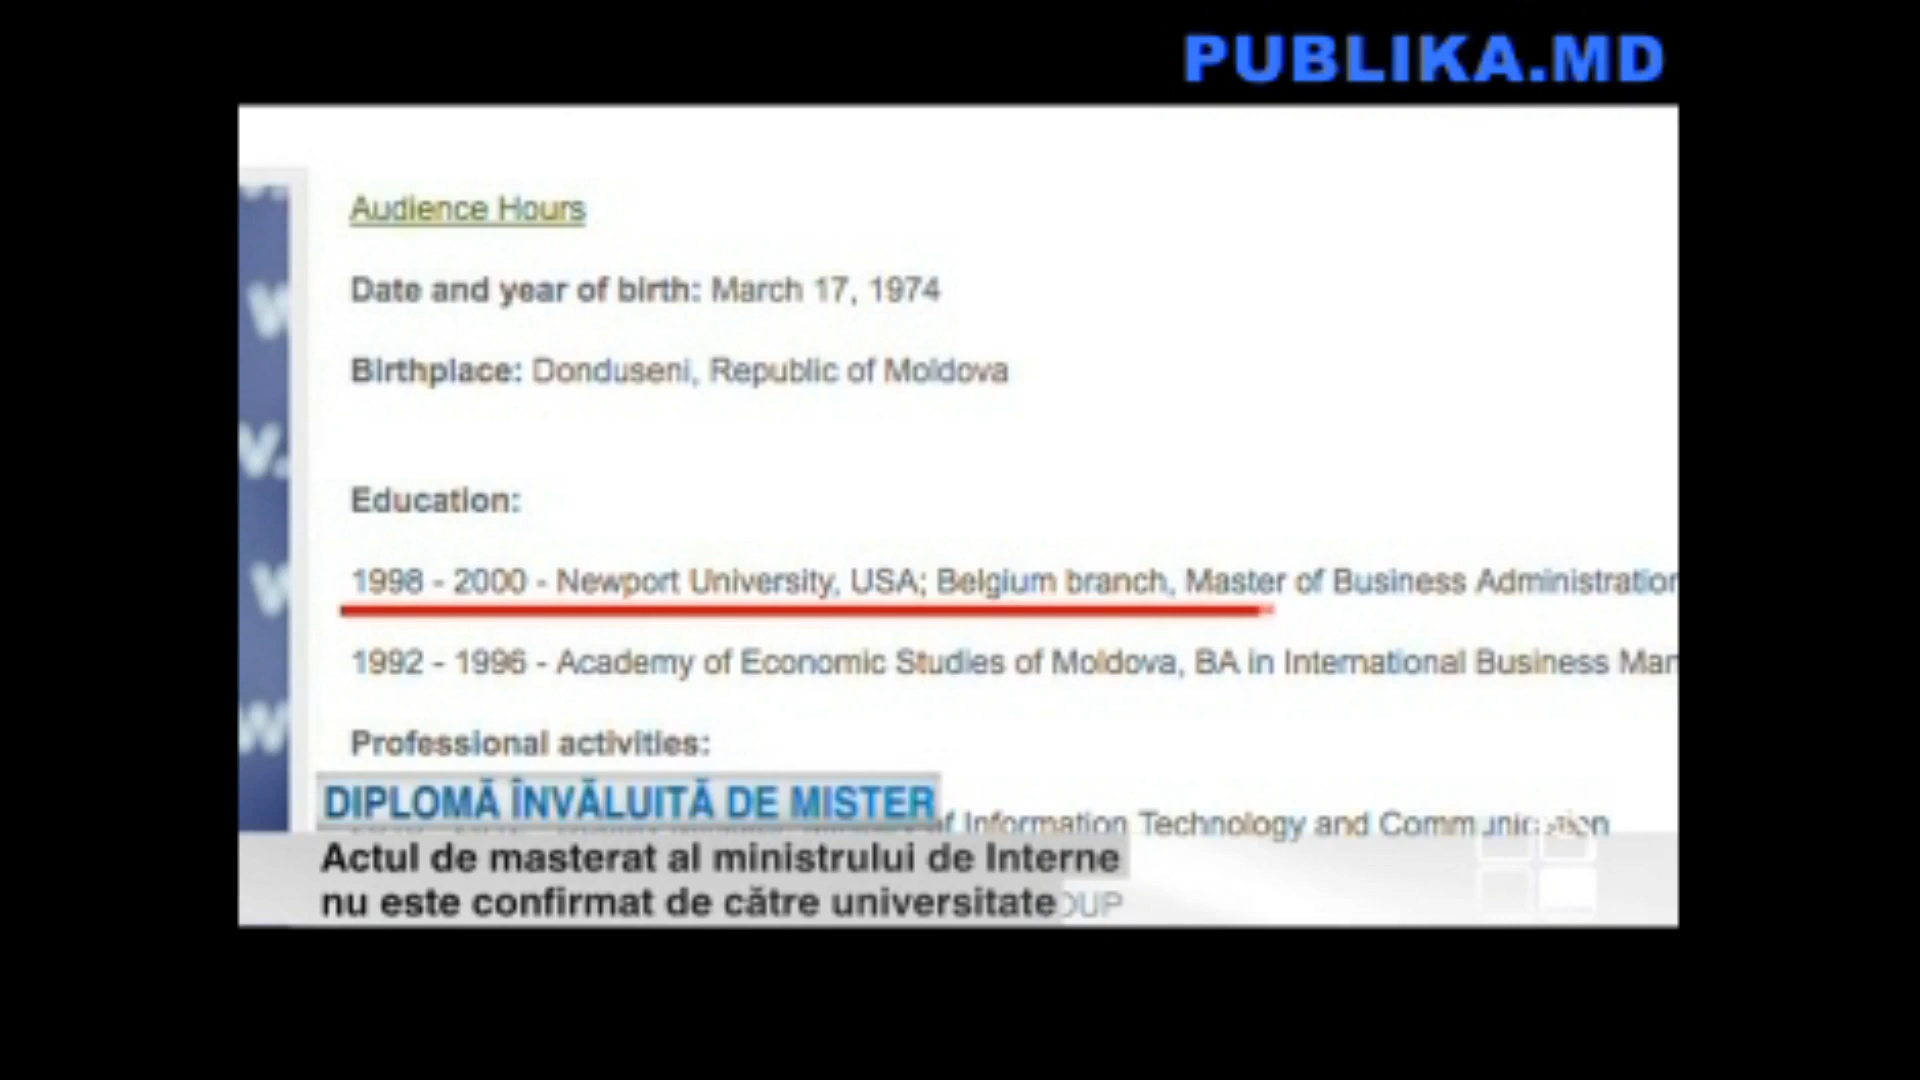 PUBLIKA.MD
Audience Hours
Date and year of birth: March 17, 1974
Birthplace: Donduseni, Republic of Moldova
Education:
1998 - 2000 - Newport University, USA; Belgium branch, Master of Business Administration
1992 - 1996 - Academy of Economic Studies of Moldova, BA in International Business Man
Professional activities:
DIPLOMĂ ÎNVĂLUITĂ DE MISTER
of Information Technology and Communication
Actul de masterat al ministrului de Interne
nu este confirmat de către universitate